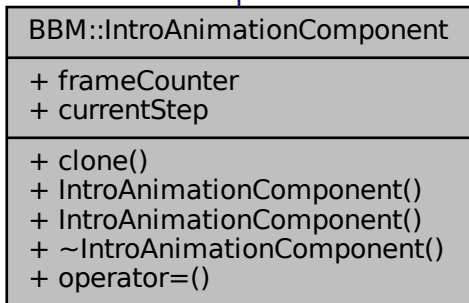 BBM::IntroAnimationComponent
+ frameCounter
+ currentStep
+ clone()
+ IntroAnimationComponent()
+ IntroAnimationComponent()
+ ~IntroAnimationComponent()
+ operator=()